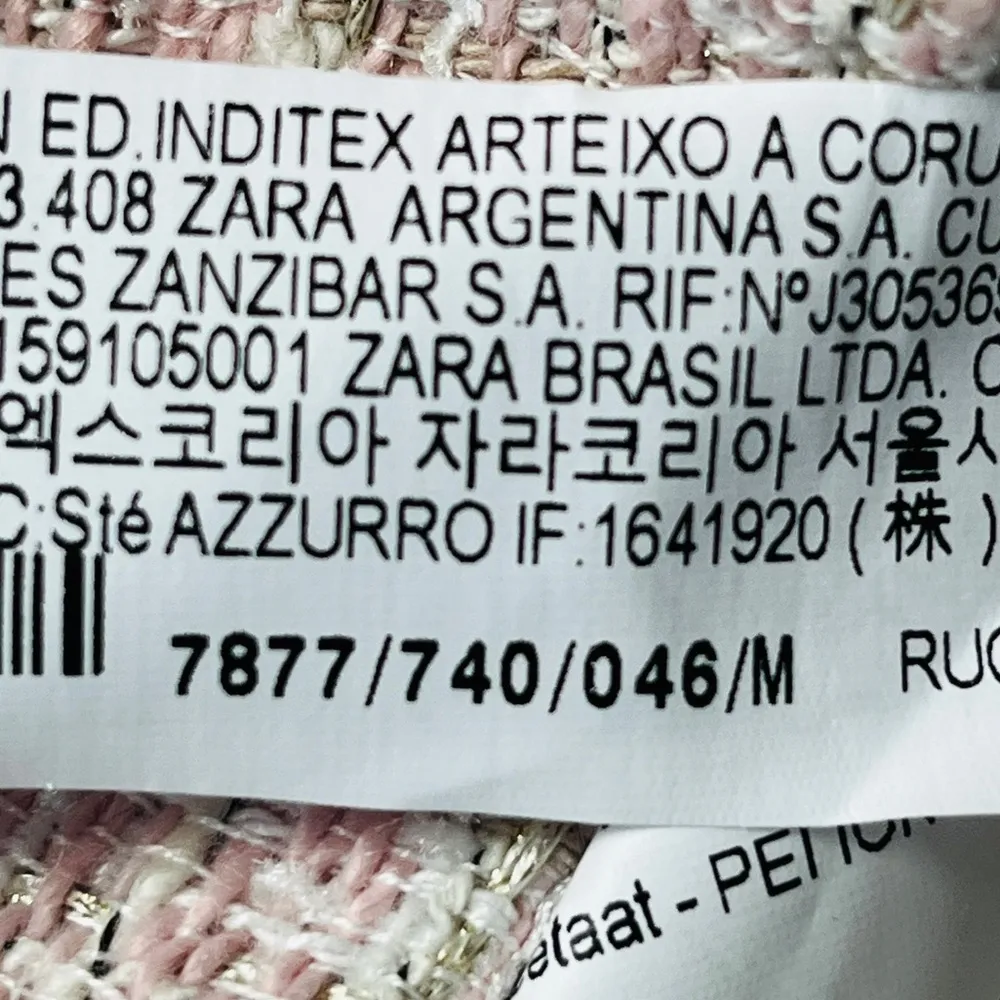 ED.INDITEX ARTEIXO A CORU
3.408 ZARA ARGENTINA S.A. CU
ES ZANZIBAR S.A. RIF:NºJ30536
159105001 ZARA BRASIL LTDA.
엑스코리아 자라코리아 서울시
C:Sté AZZURRO IF:1641920 (株)
7877/740/046/M RUC
etaat - РЕГІОН